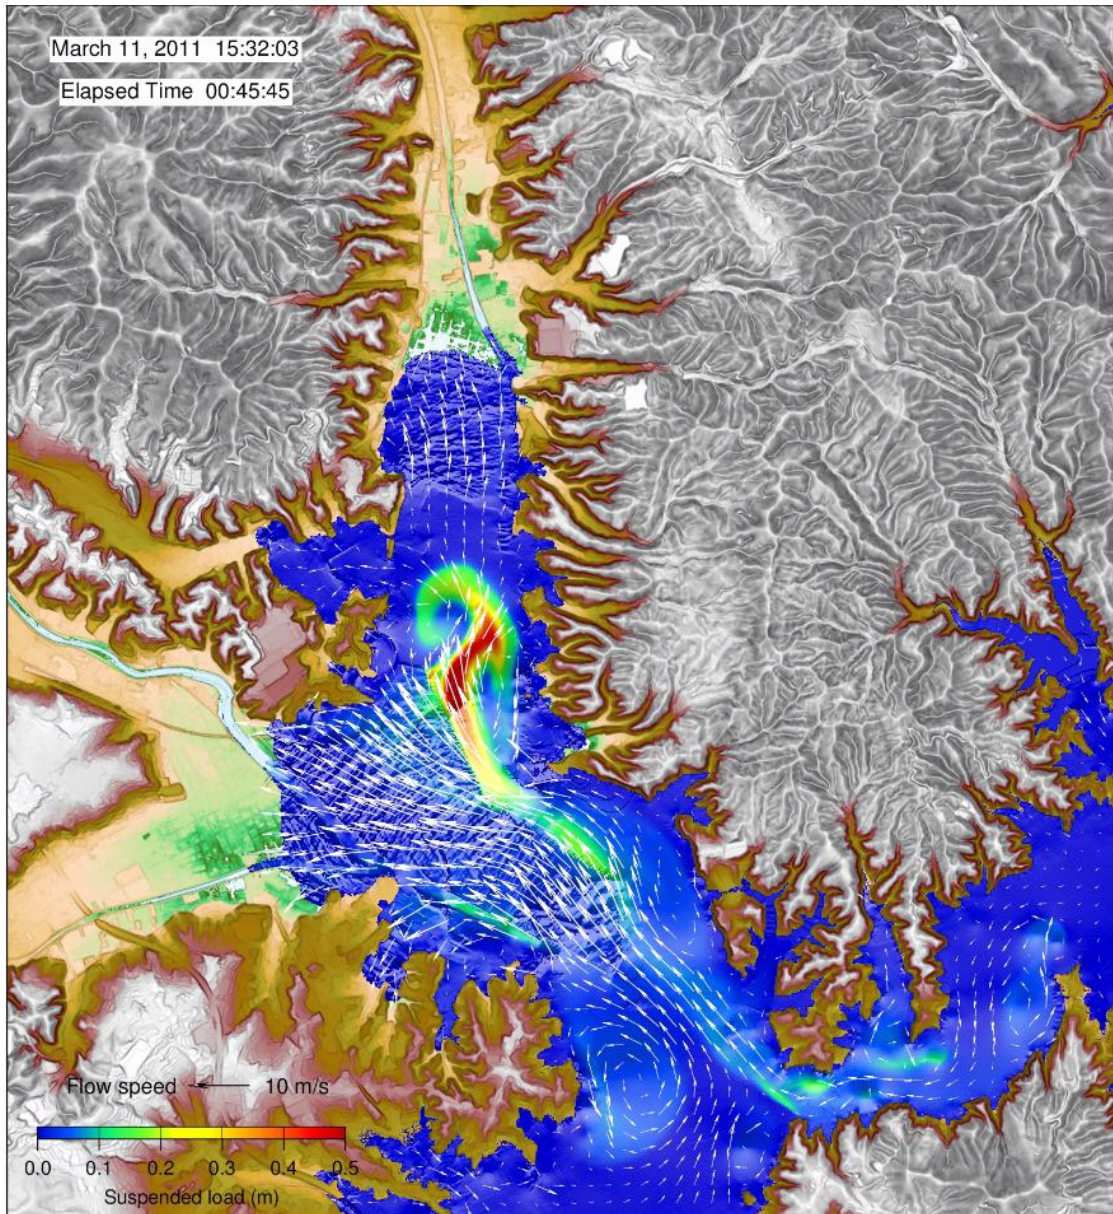 March 11, 2011 15:32:03
Elapsed Time 00:45:45
Flow speed 10 m/s
0.0 0.1 0.2 0.3 0.4 0.5
Suspended load (m)